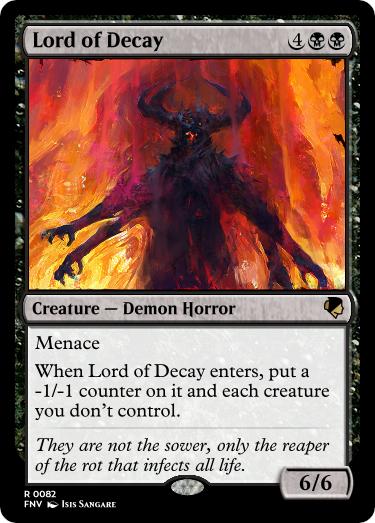 Lord of Decay 4
Creature — Demon Horror
Menace
When Lord of Decay enters, put a
-1/-1 counter on it and each creature
you don't control.
They are not the sower, only the reaper
of the rot that infects all life.
6/6
R 0082
FNV Isis Sangare